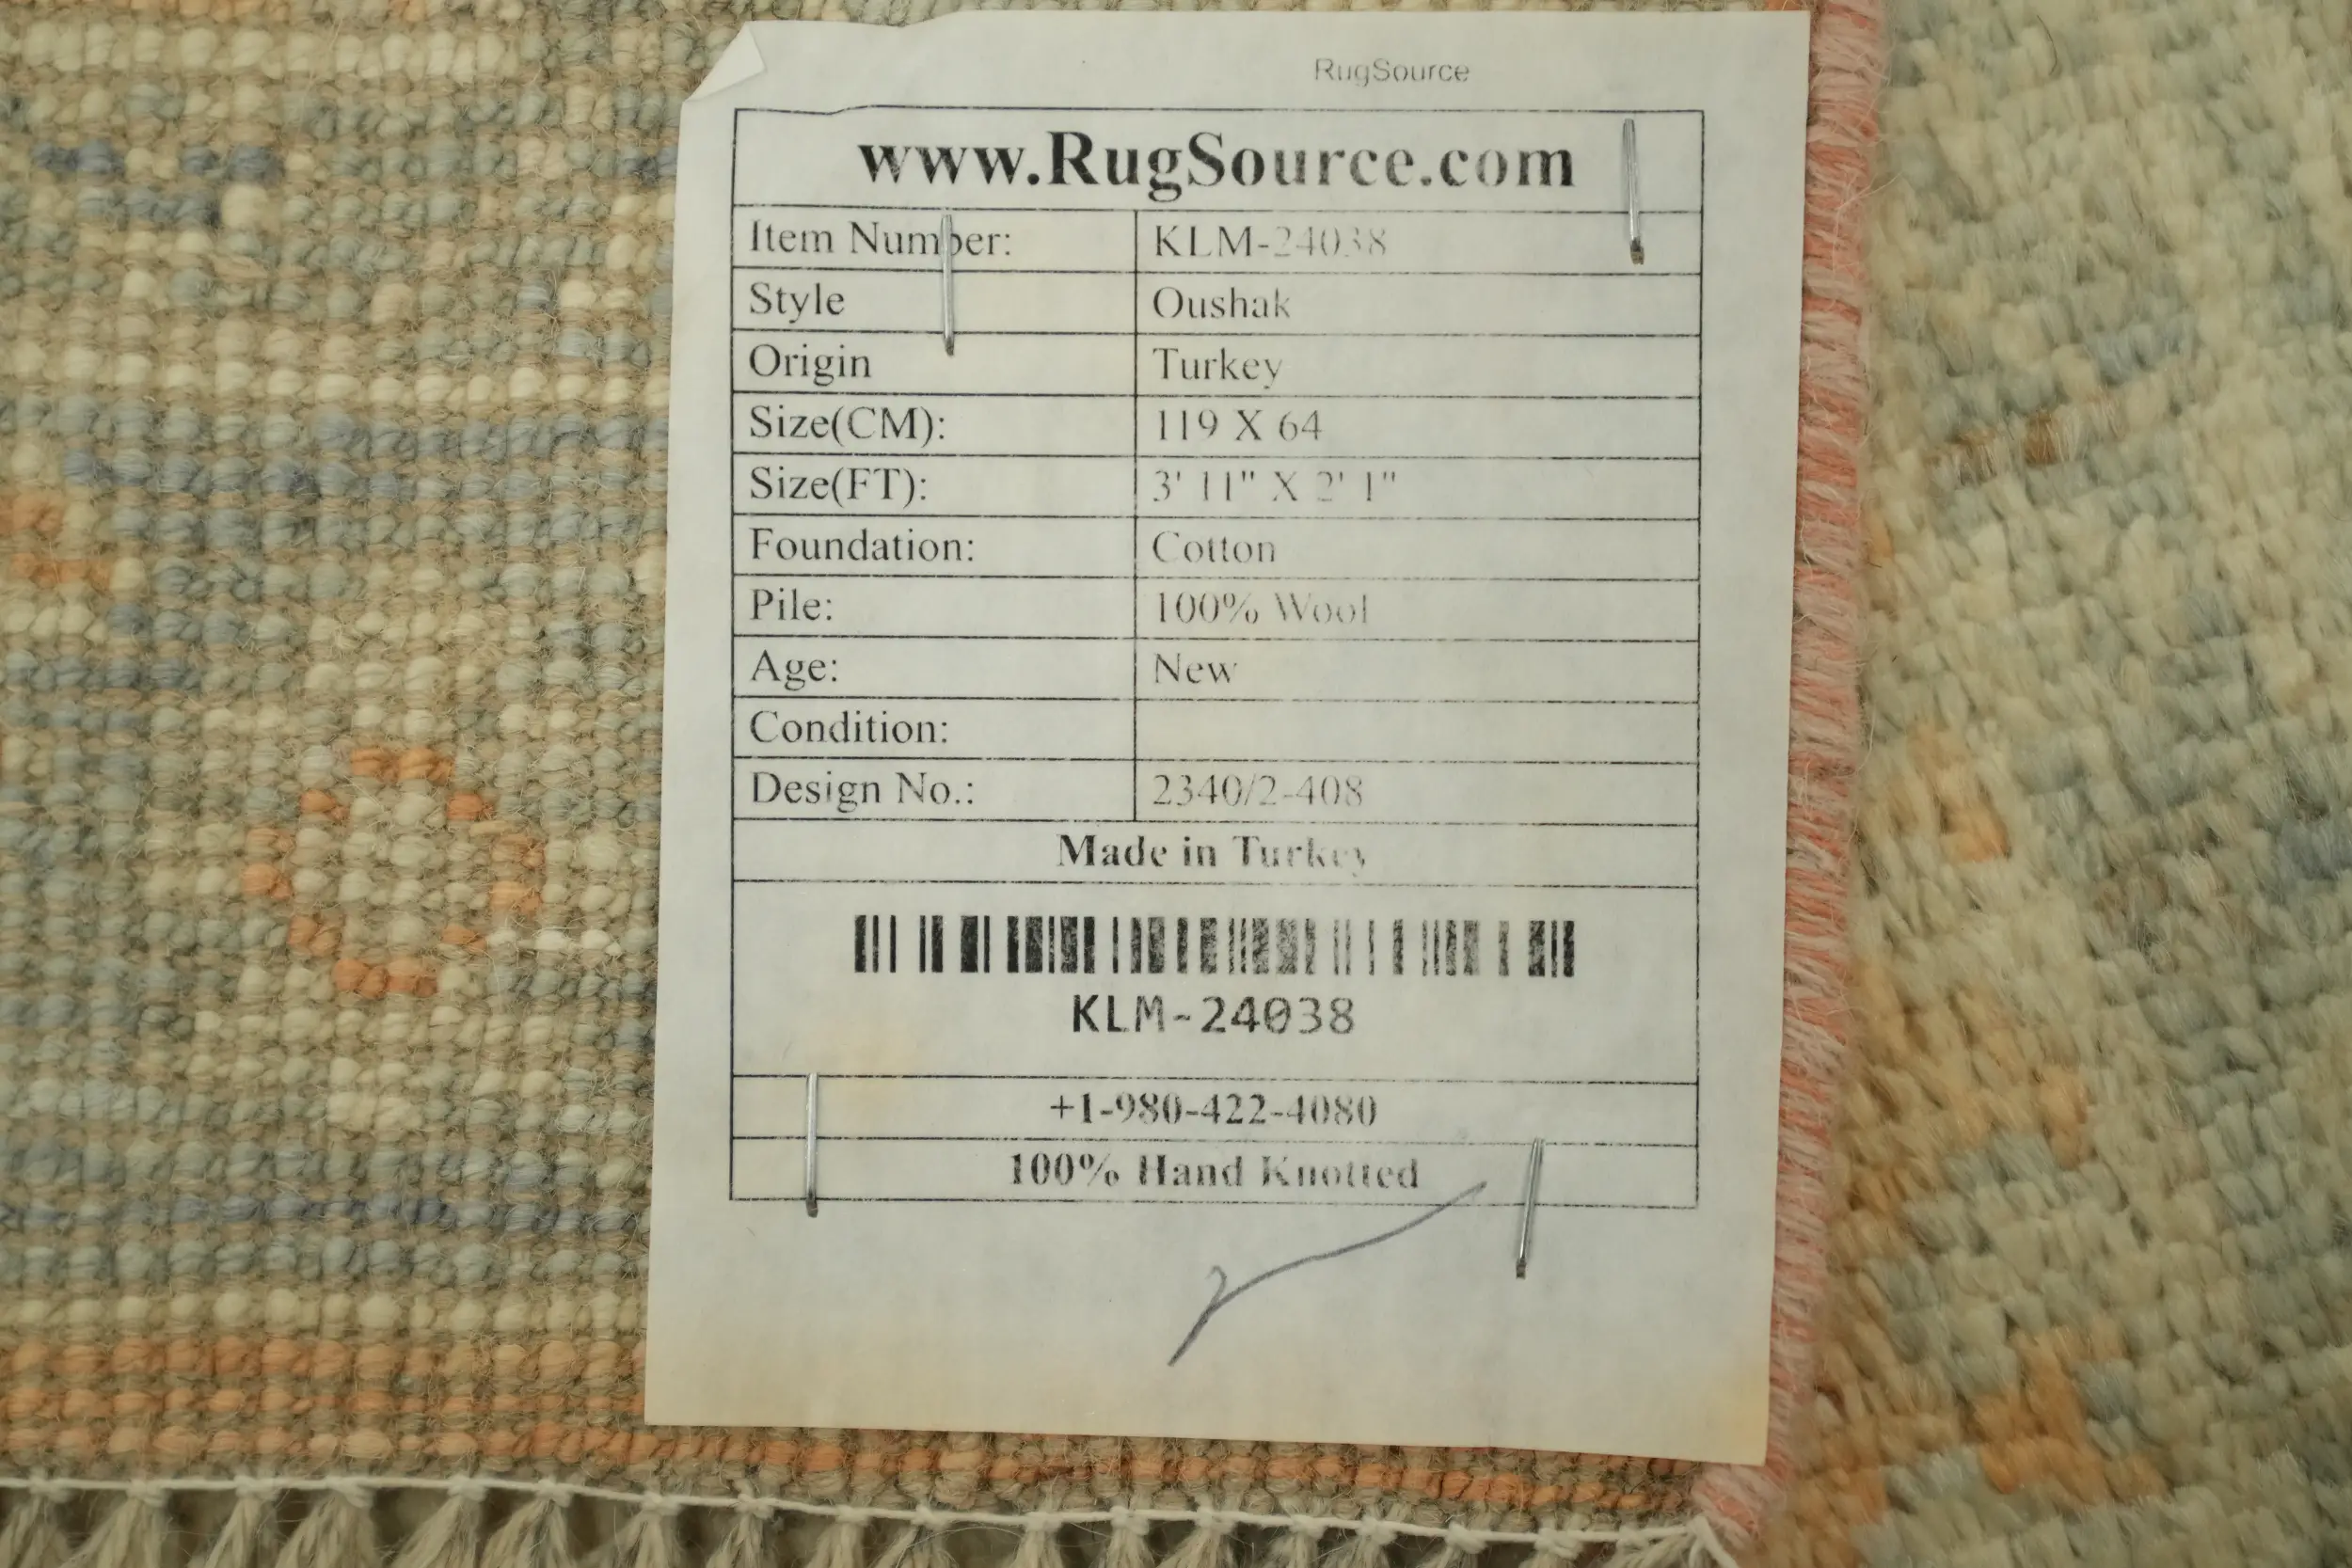 RugSource
www.RugSource.com
Item Number: KLM-24038
Style Oushak
Origin Turkey
Size(CM): 119 X 64
Size(FT): 3' 11" X 2' 1"
Foundation: Cotton
Pile: 100% Wool
Age: New
Condition:
Design No.: 2340/2-408
Made in Turkey
KLM-24038
+1-980-422-4080
100% Hand Knotted